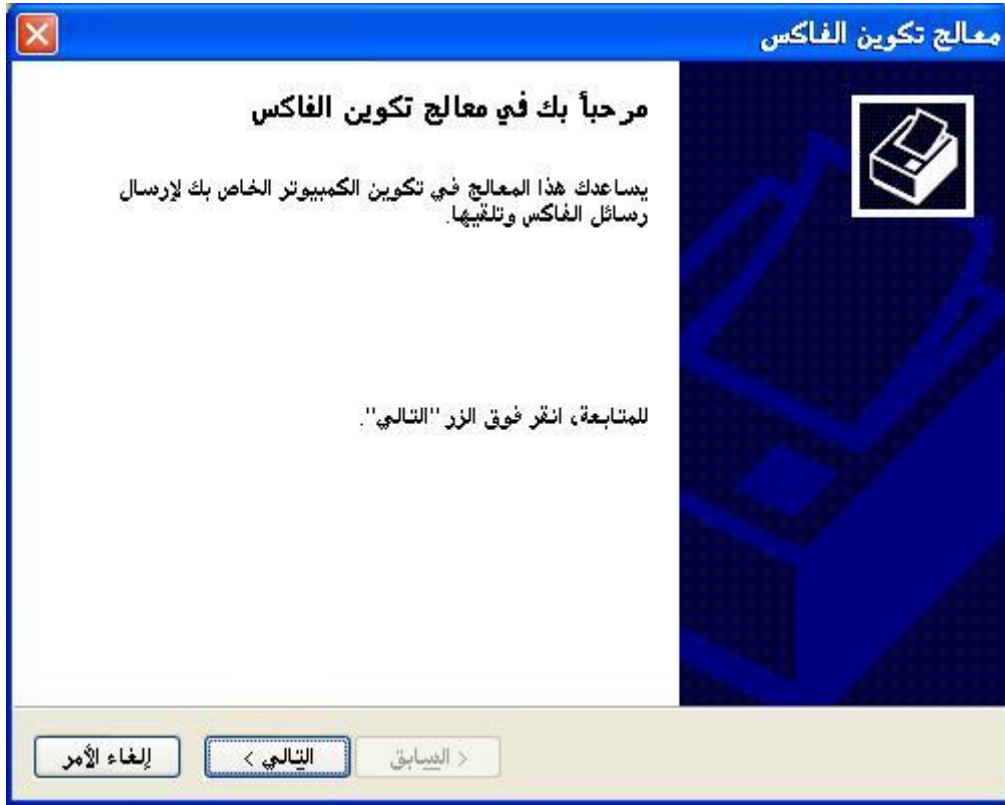 معالج تكوين الفاكس
مرحباً بك في معالج تكوين الفاكس
يساعدك هذا المعالج في تكوين الكمبيوتر الخاص بك لإرسال
رسائل الفاكس وتلقيها.
للمتابعة، انقر فوق الزر "التالي".
< السابق
التالي >
إلغاء الأمر